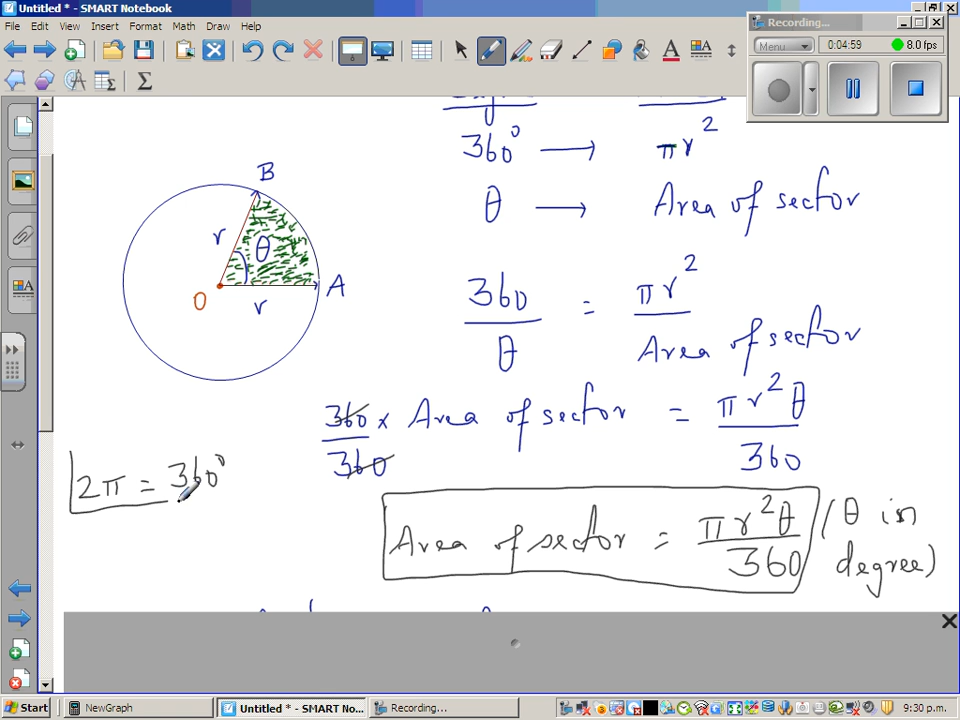 Untitled * - SMART Notebook
File Edit View Insert Format Math Draw Help
Recording...
Menu 0:04:59 8.0 fps
360° → πr²
θ → Area of sector
B
r θ
O r A
360 / θ = πr² / Area of sector
360 × Area of sector / 360 = πr²θ / 360
2π = 360°
Area of sector = πr²θ / 360 (θ in degree)
Start NewGraph Untitled * - SMART No... Recording... 9:30 p.m.